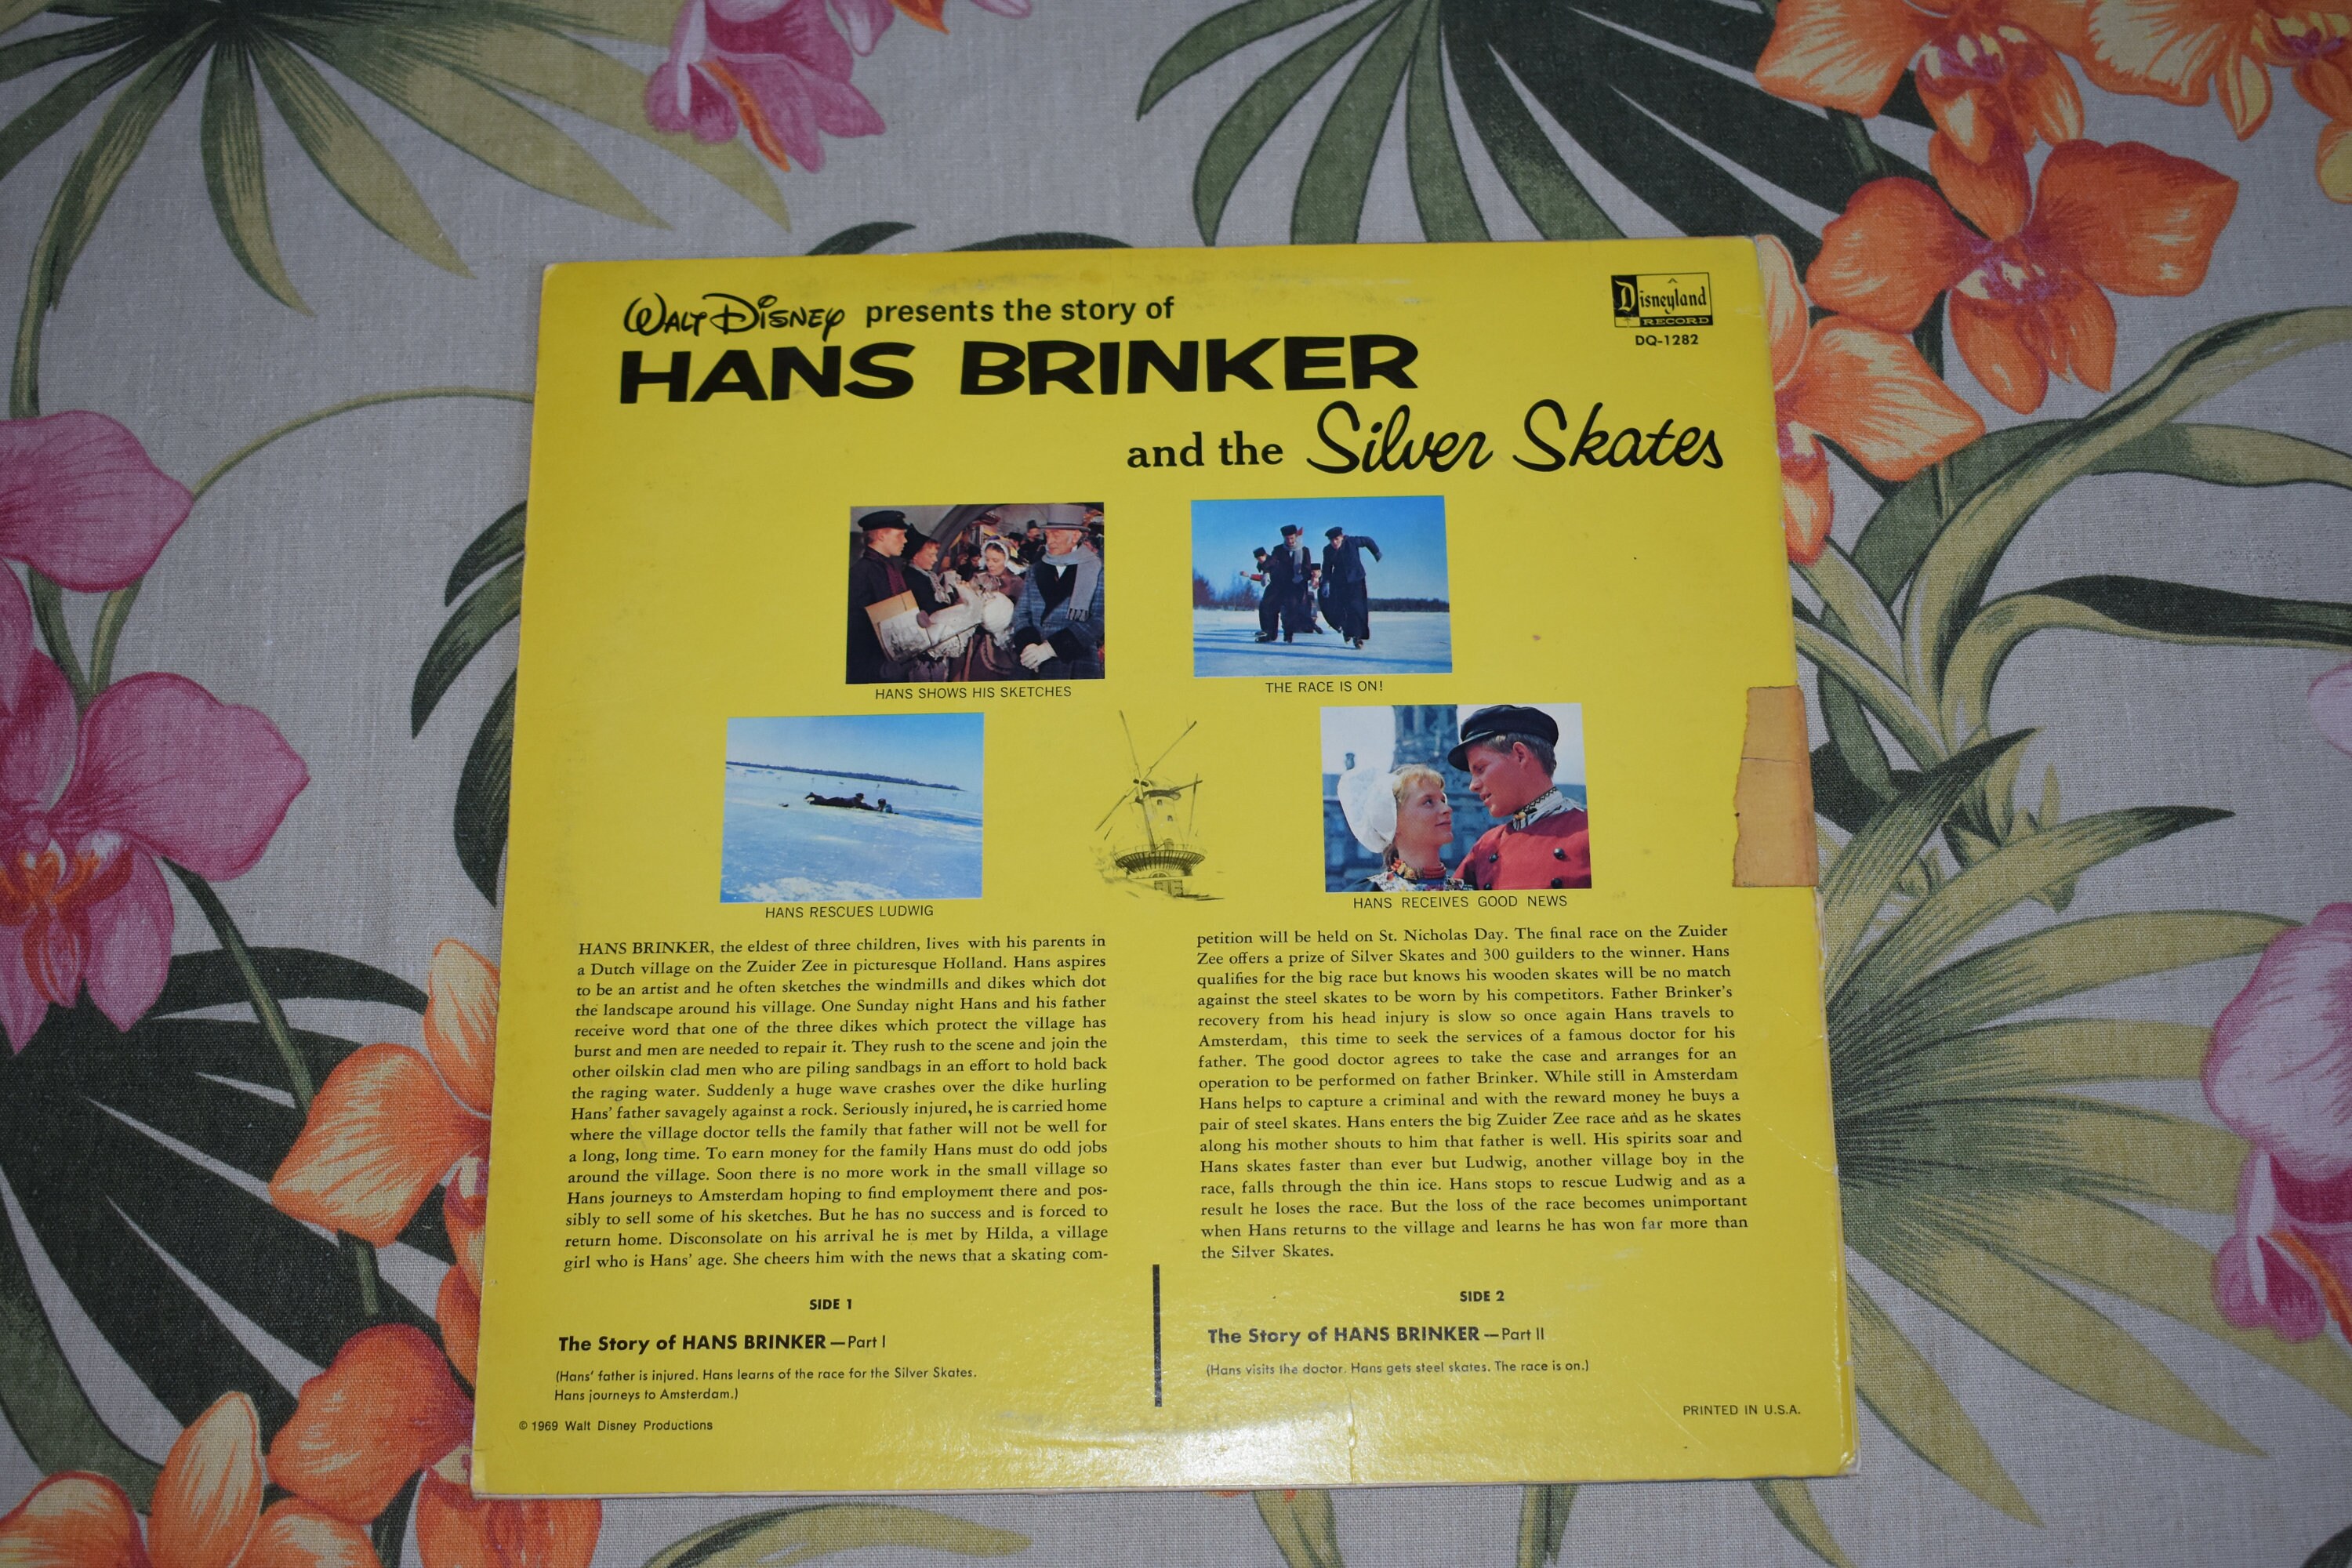 WALT DISNEY presents the story of
HANS BRINKER
and the Silver Skates
Disneyland
RECORD
DQ-1282
HANS SHOWS HIS SKETCHES
THE RACE IS ON!
HANS RESCUES LUDWIG
HANS RECEIVES GOOD NEWS
HANS BRINKER, the eldest of three children, lives with his parents in
a Dutch village on the Zuider Zee in picturesque Holland. Hans aspires
to be an artist and he often sketches the windmills and dikes which dot
the landscape around his village. One Sunday night Hans and his father
receive word that one of the three dikes which protect the village has
burst and men are needed to repair it. They rush to the scene and join the
other oilskin clad men who are piling sandbags in an effort to hold back
the raging water. Suddenly a huge wave crashes over the dike hurling
Hans' father savagely against a rock. Seriously injured, he is carried home
where the village doctor tells the family that father will not be well for
a long, long time. To earn money for the family Hans must do odd jobs
around the village. Soon there is no more work in the small village so
Hans journeys to Amsterdam hoping to find employment there and pos-
sibly to sell some of his sketches. But he has no success and is forced to
return home. Disconsolate on his arrival he is met by Hilda, a village
girl who is Hans' age. She cheers him with the news that a skating com-
petition will be held on St. Nicholas Day. The final race on the Zuider
Zee offers a prize of Silver Skates and 300 guilders to the winner. Hans
qualifies for the big race but knows his wooden skates will be no match
against the steel skates to be worn by his competitors. Father Brinker's
recovery from his head injury is slow so once again Hans travels to
Amsterdam, this time to seek the services of a famous doctor for his
father. The good doctor agrees to take the case and arranges for an
operation to be performed on father Brinker. While still in Amsterdam
Hans helps to capture a criminal and with the reward money he buys a
pair of steel skates. Hans enters the big Zuider Zee race and as he skates
along his mother shouts to him that father is well. His spirits soar and
Hans skates faster than ever but Ludwig, another village boy in the
race, falls through the thin ice. Hans stops to rescue Ludwig and as a
result he loses the race. But the loss of the race becomes unimportant
when Hans returns to the village and learns he has won far more than
the Silver Skates.
SIDE 1
The Story of HANS BRINKER—Part I
(Hans' father is injured. Hans learns of the race for the Silver Skates.
Hans journeys to Amsterdam.)
SIDE 2
The Story of HANS BRINKER—Part II
(Hans visits the doctor. Hans gets steel skates. The race is on.)
© 1969 Walt Disney Productions
PRINTED IN U.S.A.